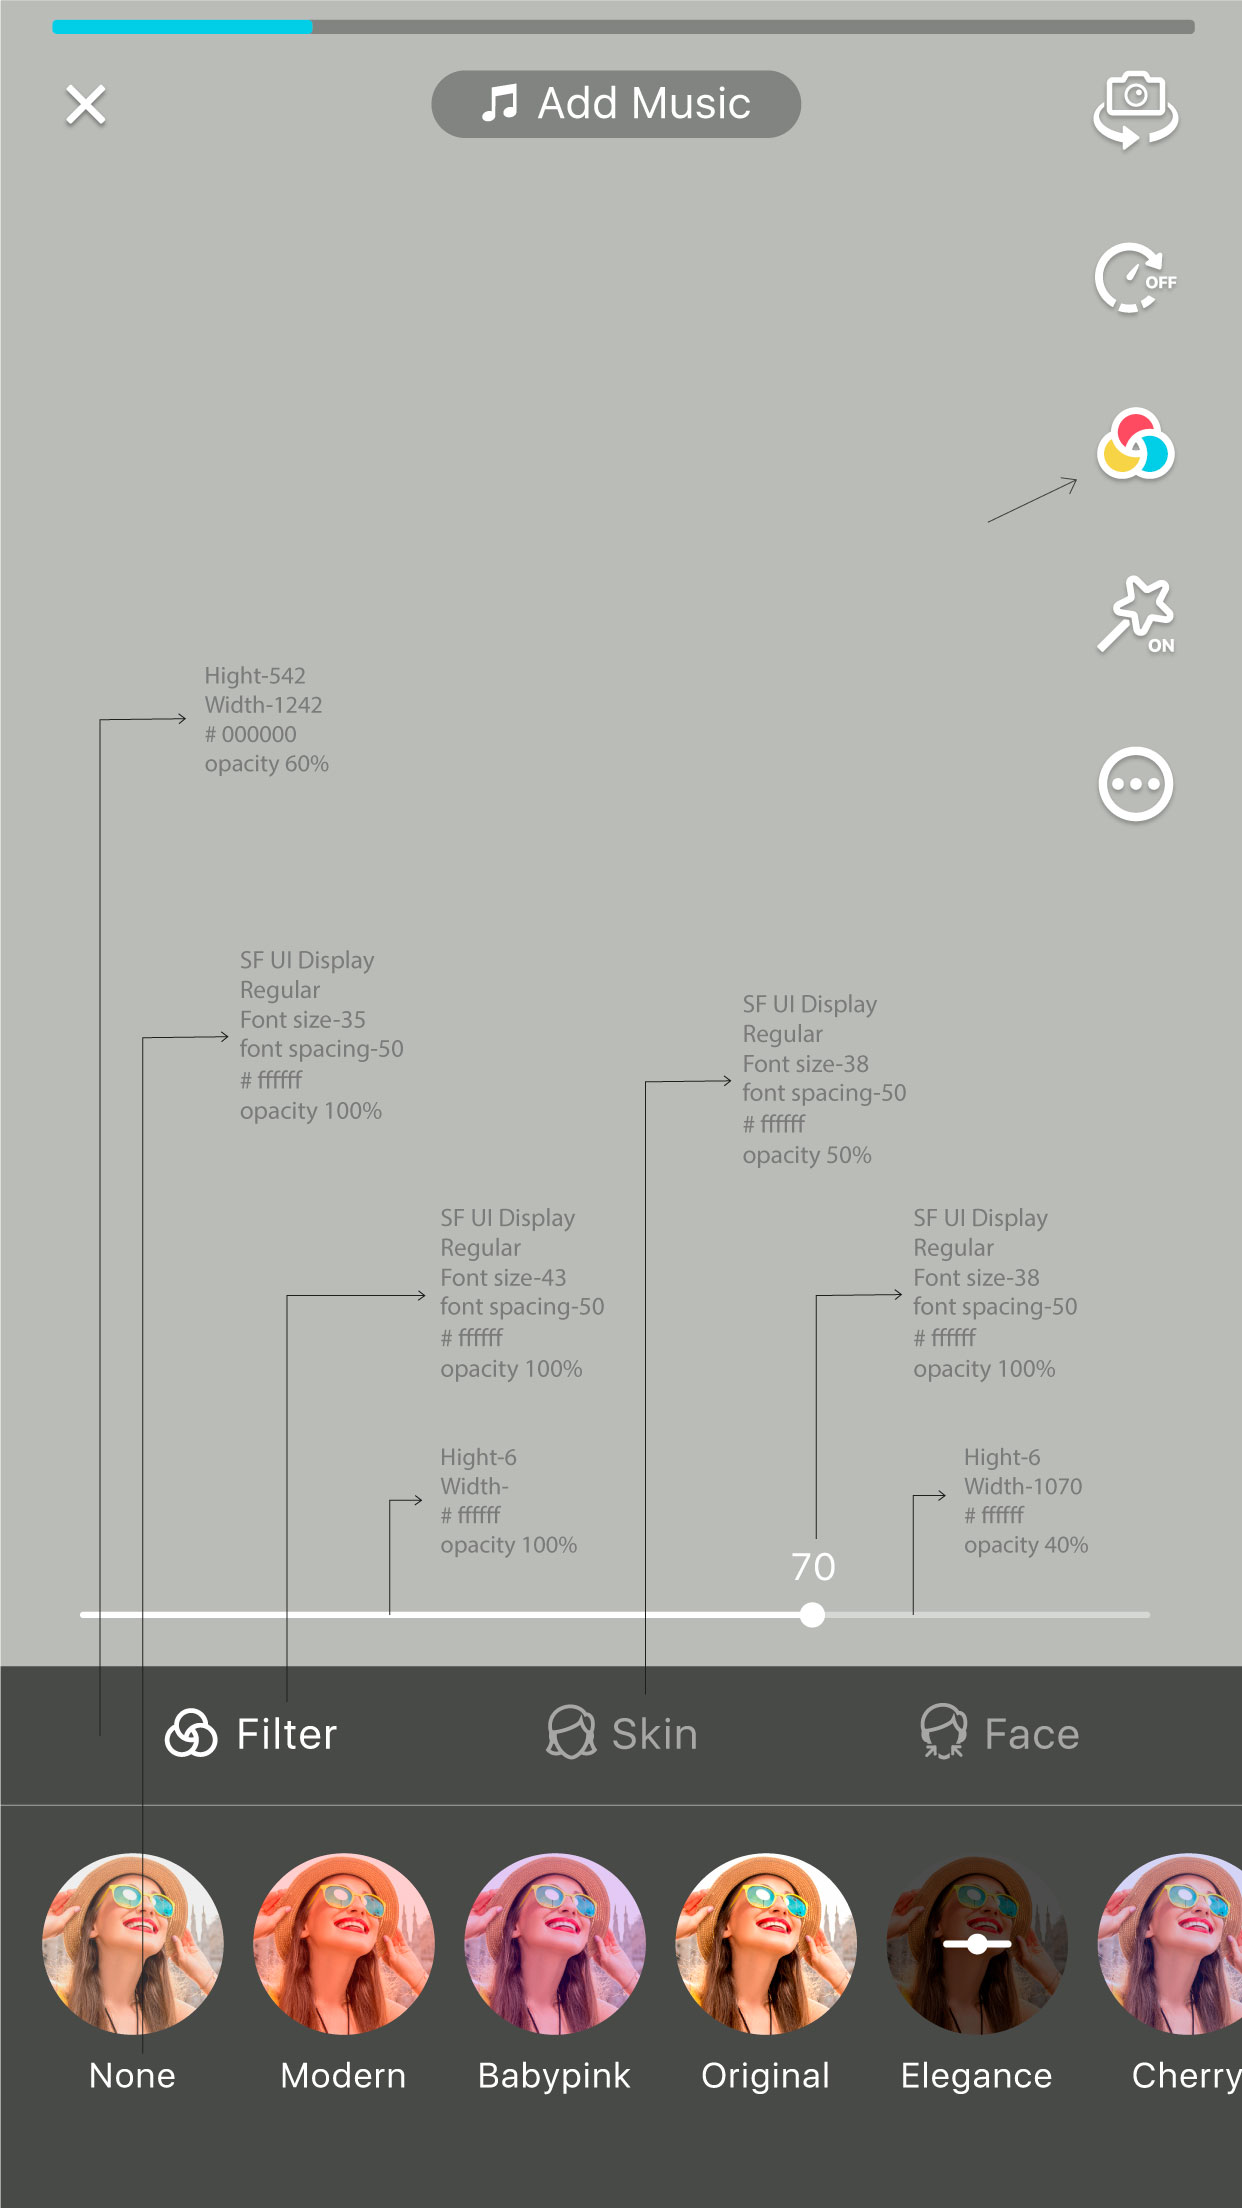 Add Music
OFF
ON
Hight-542
Width-1242
# 000000
opacity 60%
SF UI Display
Regular
Font size-35
font spacing-50
# ffffff
opacity 100%
SF UI Display
Regular
Font size-38
font spacing-50
# ffffff
opacity 50%
SF UI Display
Regular
Font size-43
font spacing-50
# ffffff
opacity 100%
SF UI Display
Regular
Font size-38
font spacing-50
# ffffff
opacity 100%
Hight-6
Width-
# ffffff
opacity 100%
Hight-6
Width-1070
# ffffff
opacity 40%
70
Filter
Skin
Face
None
Modern
Babypink
Original
Elegance
Cherry